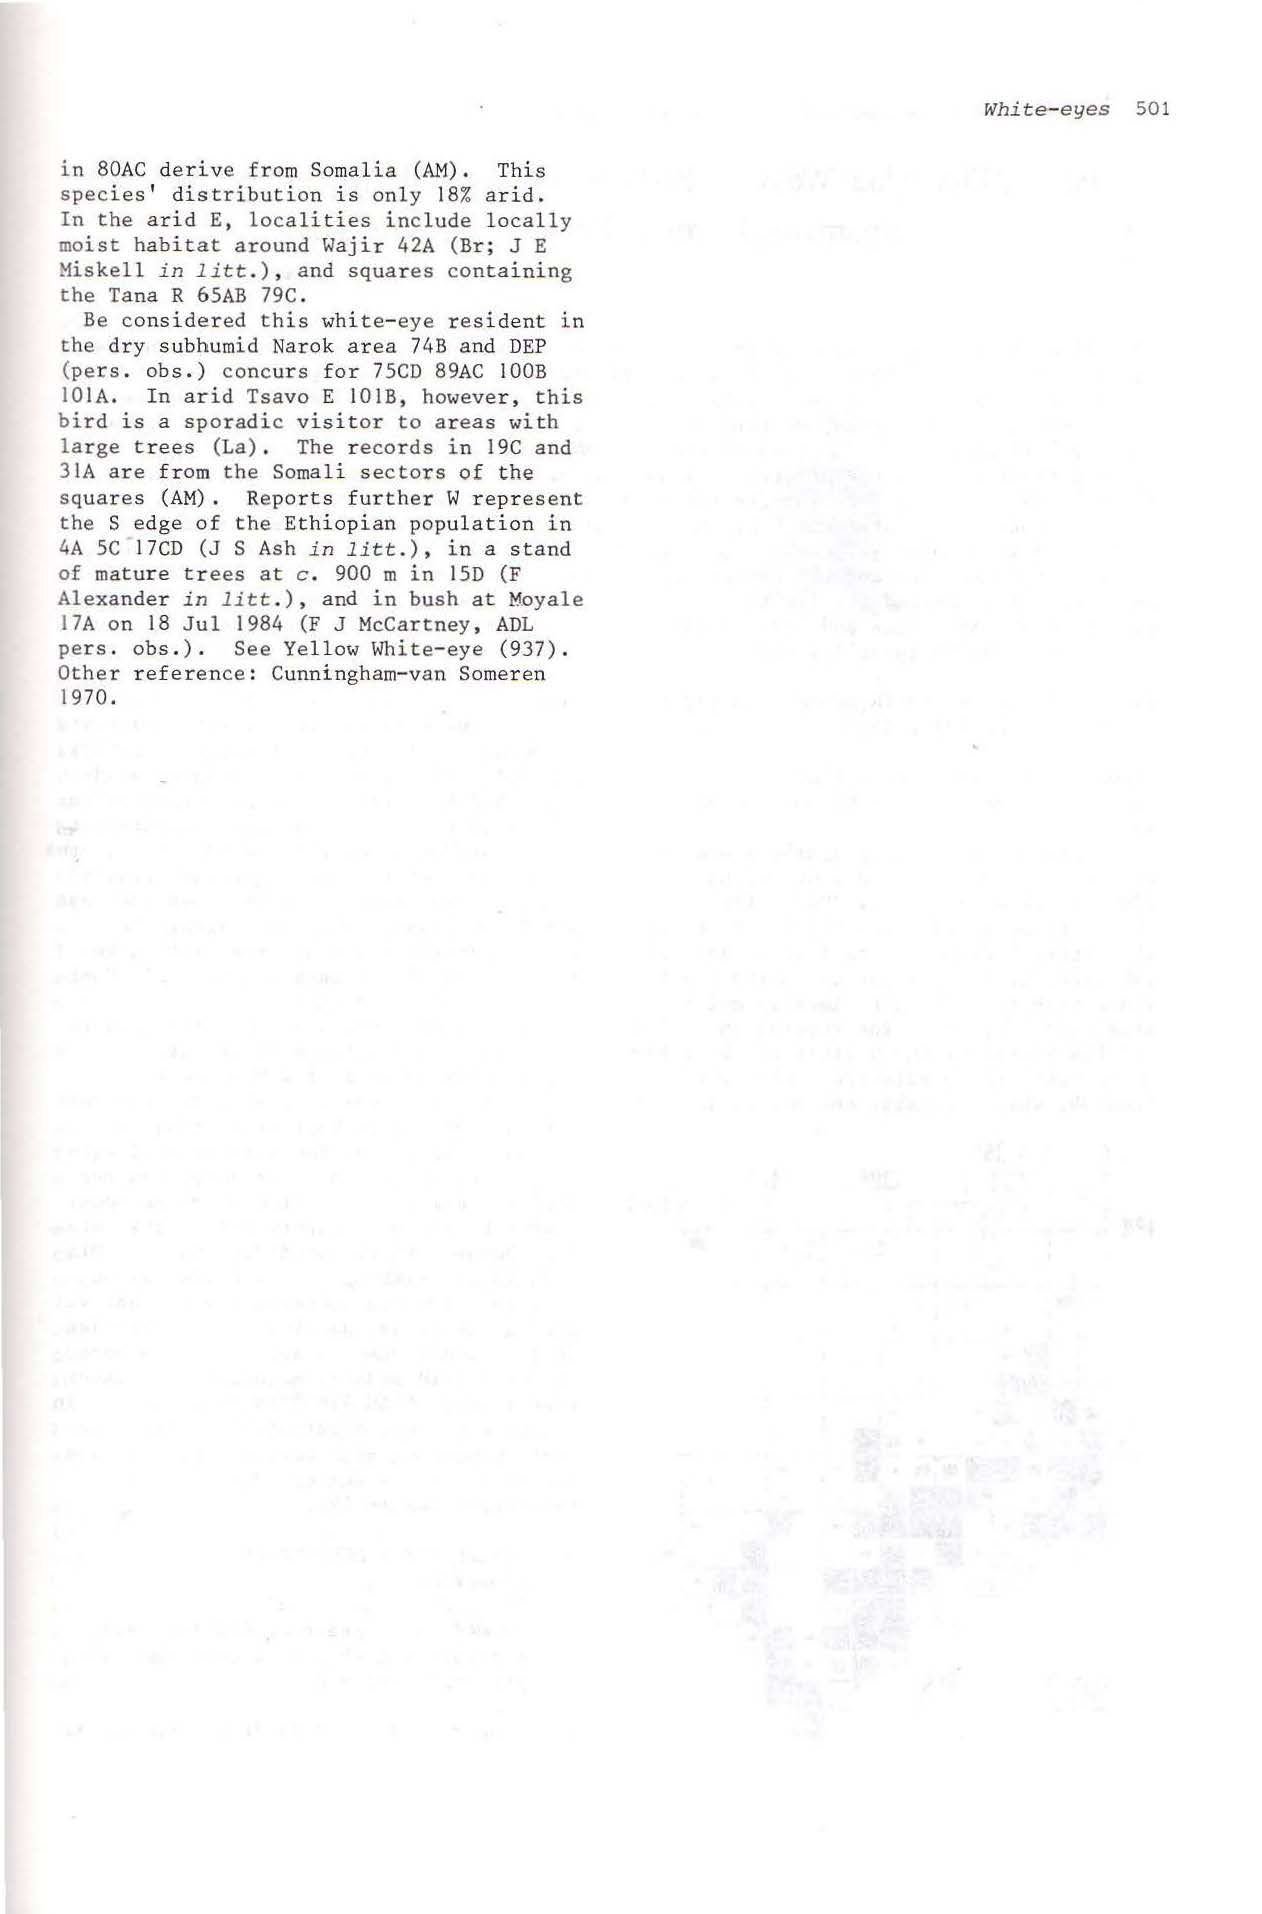 White-eyes 501
in 80AC derive from Somalia (AM). This
species' distribution is only 18% arid.
In the arid E, localities include locally
moist habitat around Wajir 42A (Br; J E
Miskell in litt.), and squares containing
the Tana R 65AB 79C.
Be considered this white-eye resident in
the dry subhumid Narok area 74B and DEP
(pers. obs.) concurs for 75CD 89AC 100B
101A. In arid Tsavo E 101B, however, this
bird is a sporadic visitor to areas with
large trees (La). The records in 19C and
31A are from the Somali sectors of the
squares (AM). Reports further W represent
the S edge of the Ethiopian population in
4A 5C 17CD (J S Ash in litt.), in a stand
of mature trees at c. 900 m in 15D (F
Alexander in litt.), and in bush at Moyale
17A on 18 Jul 1984 (F J McCartney, ADL
pers. obs.). See Yellow White-eye (937).
Other reference: Cunningham-van Someren
1970.